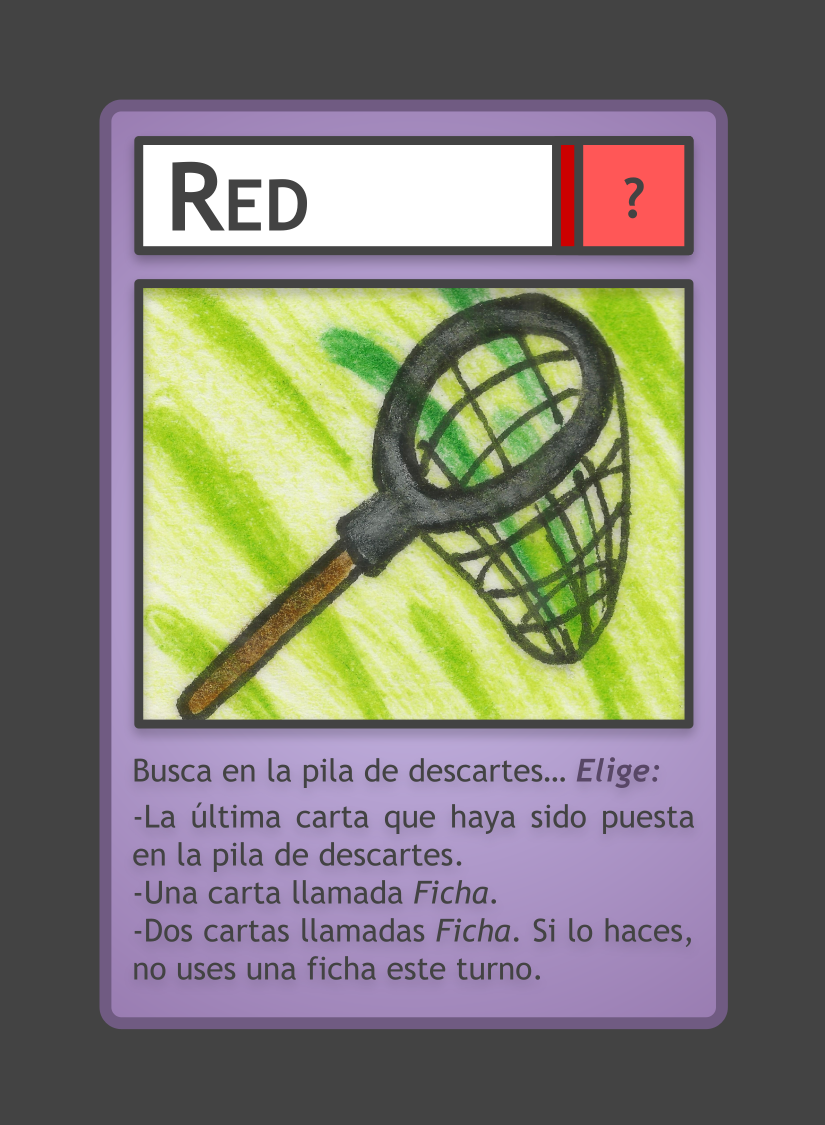 RED
?
Busca en la pila de descartes… Elige:
-La última carta que haya sido puesta
en la pila de descartes.
-Una carta llamada Ficha.
-Dos cartas llamadas Ficha. Si lo haces,
no uses una ficha este turno.